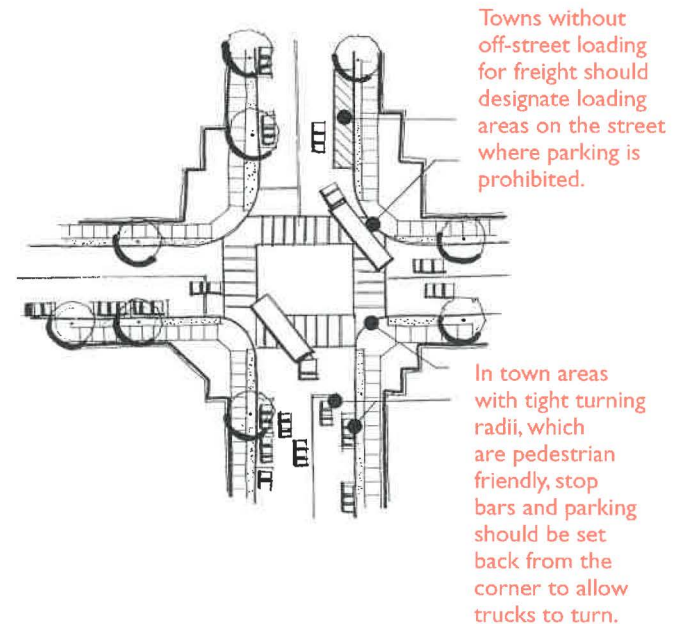 Towns without
off-street loading
for freight should
designate loading
areas on the street
where parking is
prohibited.
In town areas
with tight turning
radii, which
are pedestrian
friendly, stop
bars and parking
should be set
back from the
corner to allow
trucks to turn.